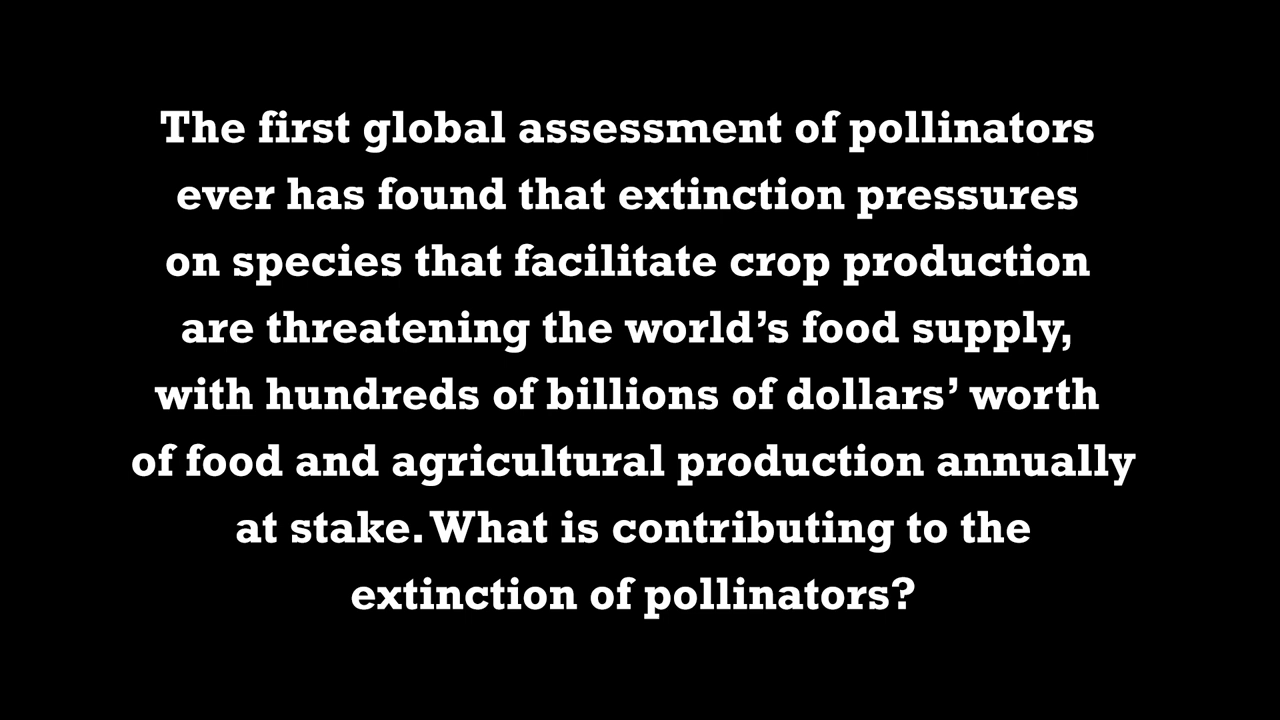 The first global assessment of pollinators
ever has found that extinction pressures
on species that facilitate crop production
are threatening the world’s food supply,
with hundreds of billions of dollars’ worth
of food and agricultural production annually
at stake. What is contributing to the
extinction of pollinators?